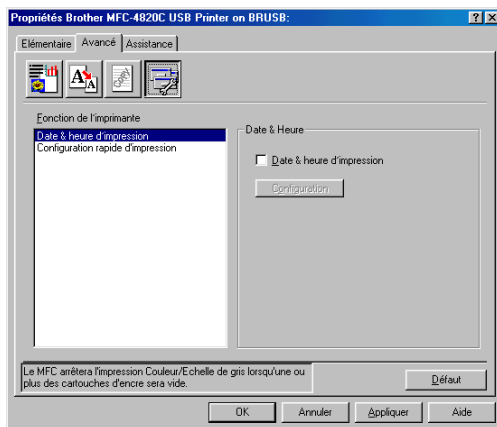 Propriétés Brother MFC-4820C USB Printer on BRUSB:
Elémentaire Avancé Assistance
Fonction de l'imprimante
Date & heure d'impression
Configuration rapide d'impression
Date & Heure
Date & heure d'impression
Configuration
Le MFC arrêtera l'impression Couleur/Echelle de gris lorsqu'une ou
plus des cartouches d'encre sera vide.
Défaut
OK Annuler Appliquer Aide